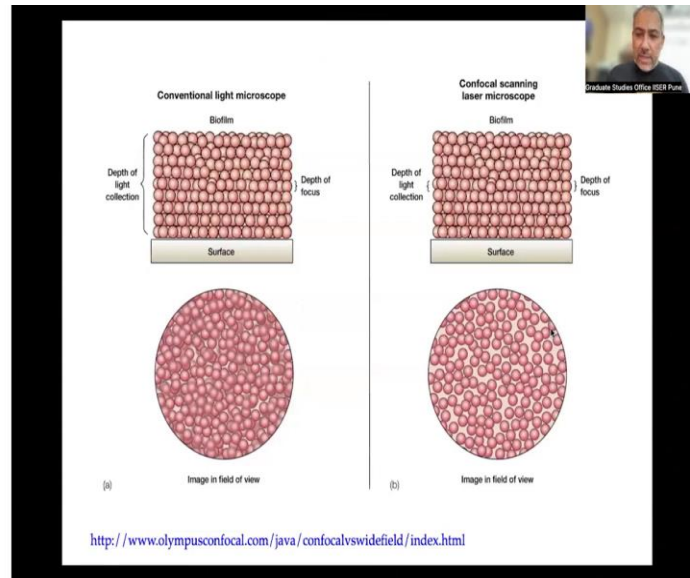 Graduate Studies Office IISER Pune
Conventional light microscope
Biofilm
Depth of
light
collection
Depth of
focus
Surface
Image in field of view
(a)
Confocal scanning
laser microscope
Biofilm
Depth of
light
collection
Depth of
focus
Surface
Image in field of view
(b)
http://www.olympusconfocal.com/java/confocalvswidefield/index.html